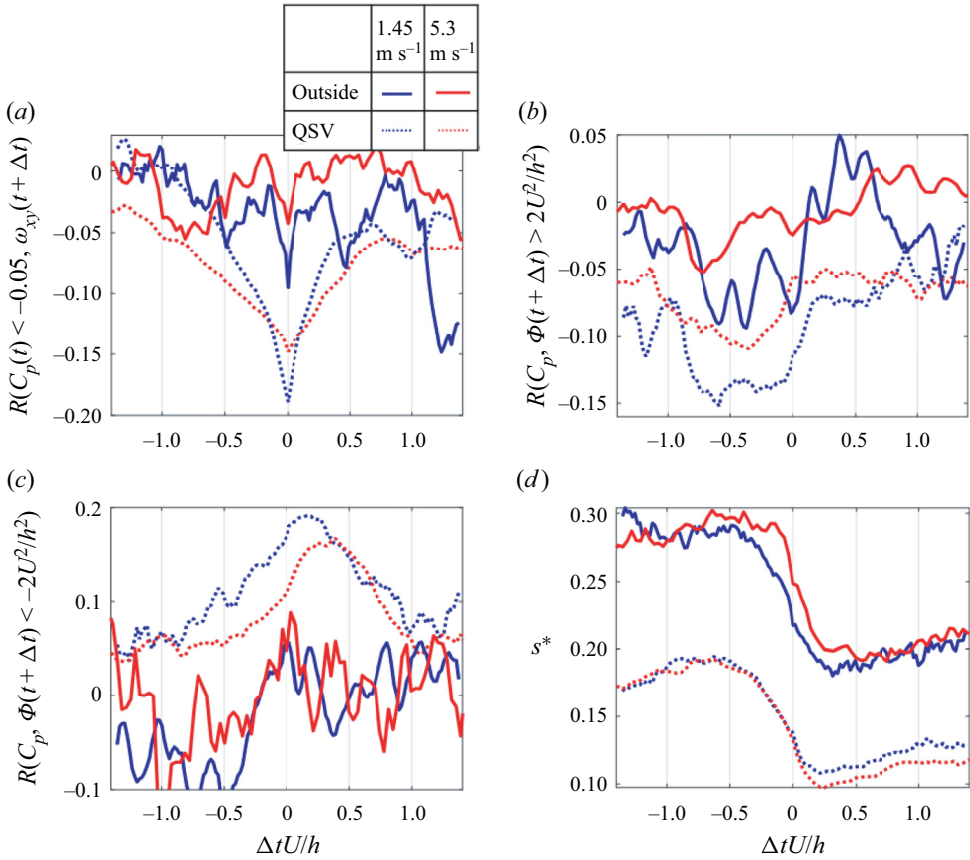 1.45 5.3
m s⁻¹ m s⁻¹
Outside
QSV
(a)
R(C_p(t) < –0.05, ω_xy(t + Δt)
0
–0.05
–0.10
–0.15
–0.20
–1.0 –0.5 0 0.5 1.0
(b)
R(C_p, Φ(t + Δt) > 2U²/h²)
0.05
0
–0.05
–0.10
–0.15
–1.0 –0.5 0 0.5 1.0
(c)
R(C_p, Φ(t + Δt) < –2U²/h²)
0.2
0.1
0
–0.1
–1.0 –0.5 0 0.5 1.0
ΔtU/h
(d)
s*
0.30
0.25
0.20
0.15
0.10
–1.0 –0.5 0 0.5 1.0
ΔtU/h